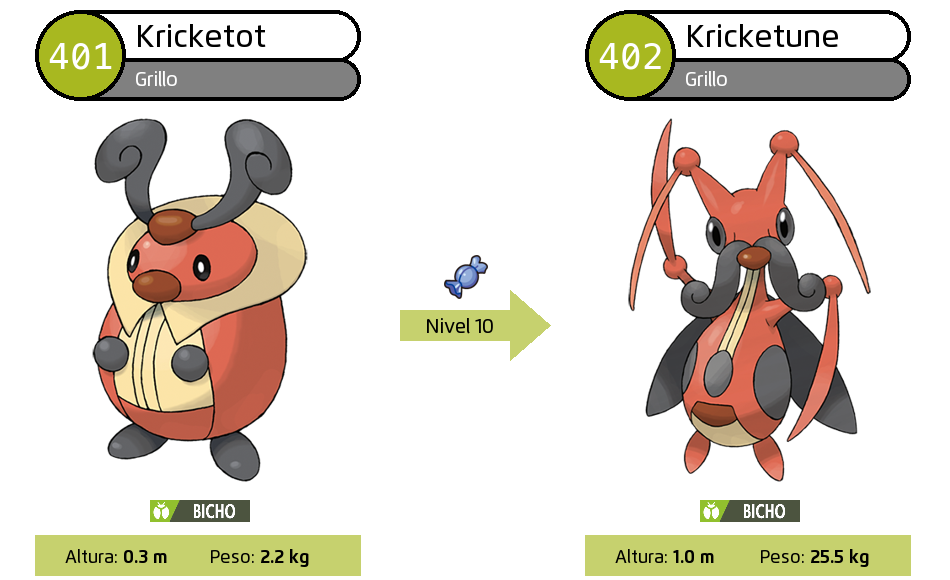 401
Kricketot
Grillo
402
Kricketune
Grillo
Nivel 10
BICHO
BICHO
Altura: 0.3 m Peso: 2.2 kg
Altura: 1.0 m Peso: 25.5 kg